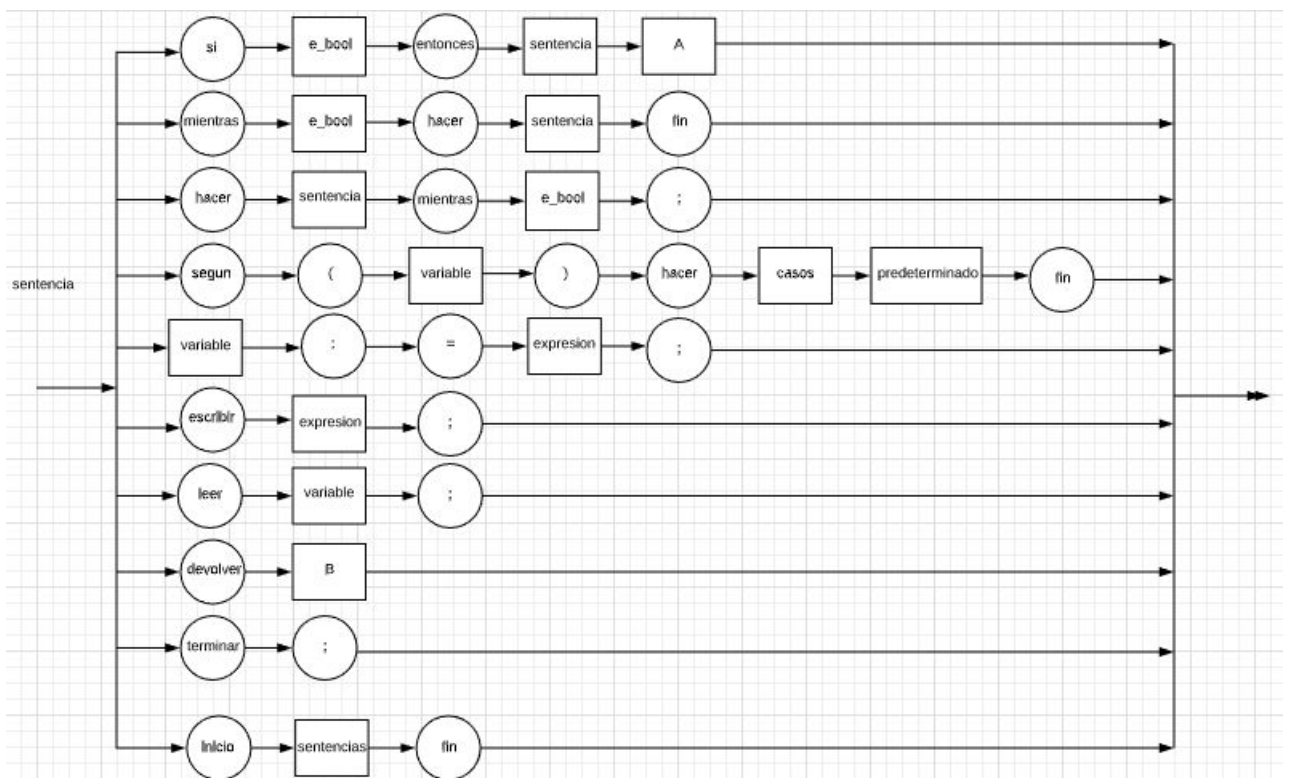 si e_bool entonces sentencia A
mientras e_bool hacer sentencia fin
hacer sentencia mientras e_bool ;
segun ( variable ) hacer casos predeterminado fin
sentencia
variable : = expresion ;
escribir expresion ;
leer variable ;
devolver B
terminar ;
Inicio sentencias fin